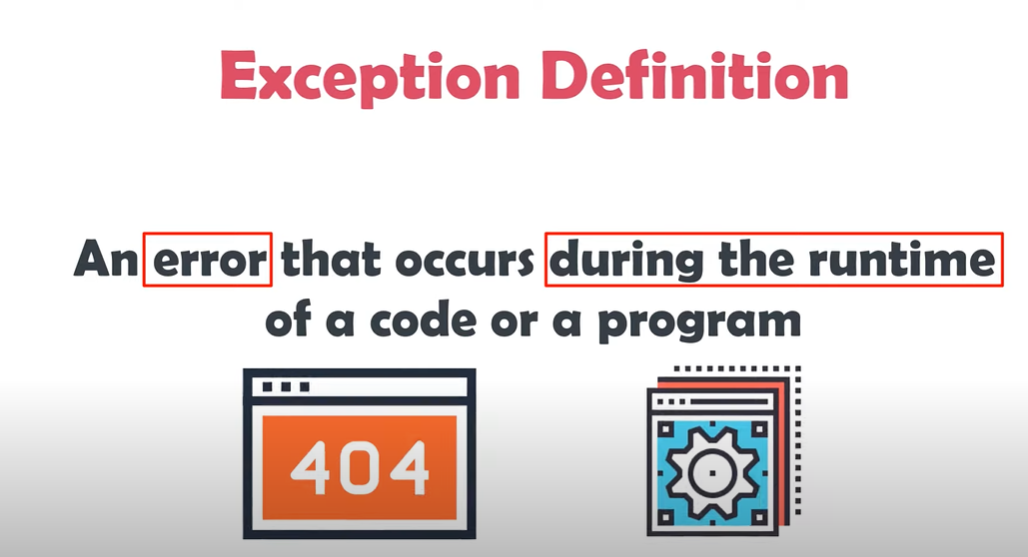 Exception Definition
An error that occurs during the runtime
of a code or a program
404